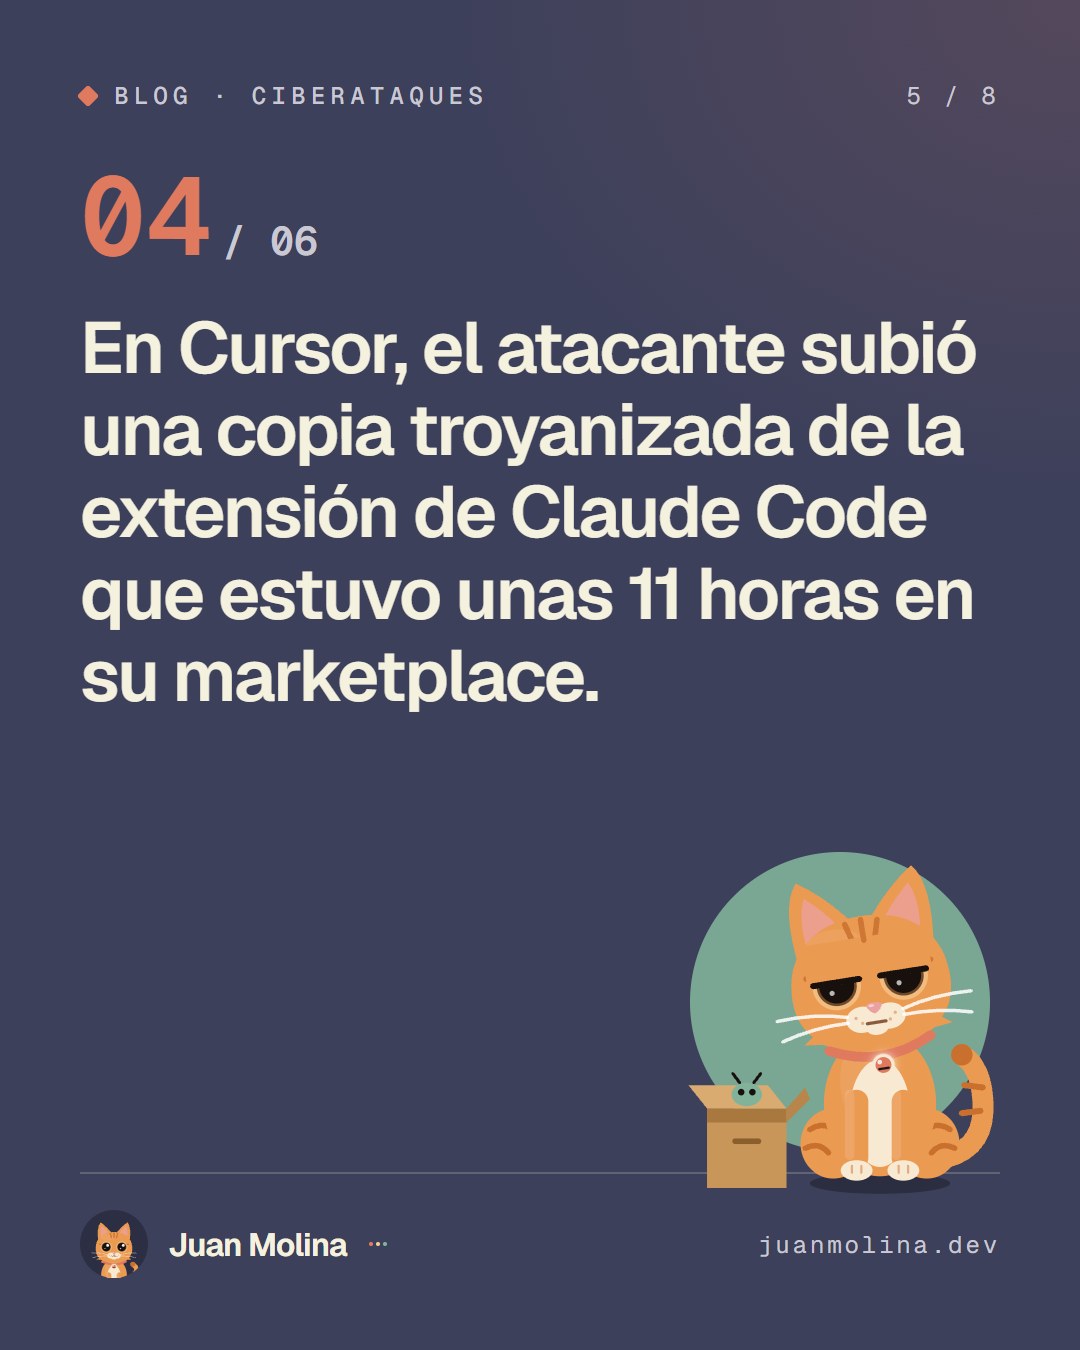 BLOG · CIBERATAQUES
5 / 8
04 / 06
En Cursor, el atacante subió
una copia troyanizada de la
extensión de Claude Code
que estuvo unas 11 horas en
su marketplace.
Juan Molina
juanmolina.dev